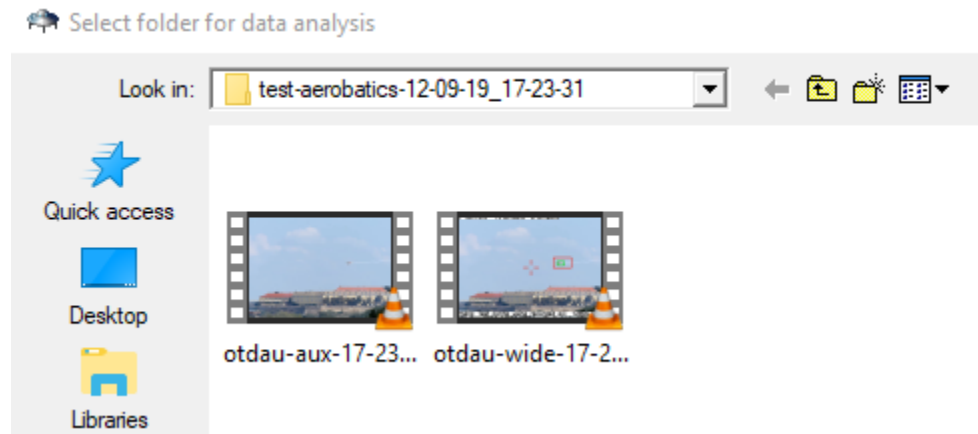 Select folder for data analysis
Look in: test-aerobatics-12-09-19_17-23-31
Quick access
otdau-aux-17-23... otdau-wide-17-2...
Desktop
Libraries